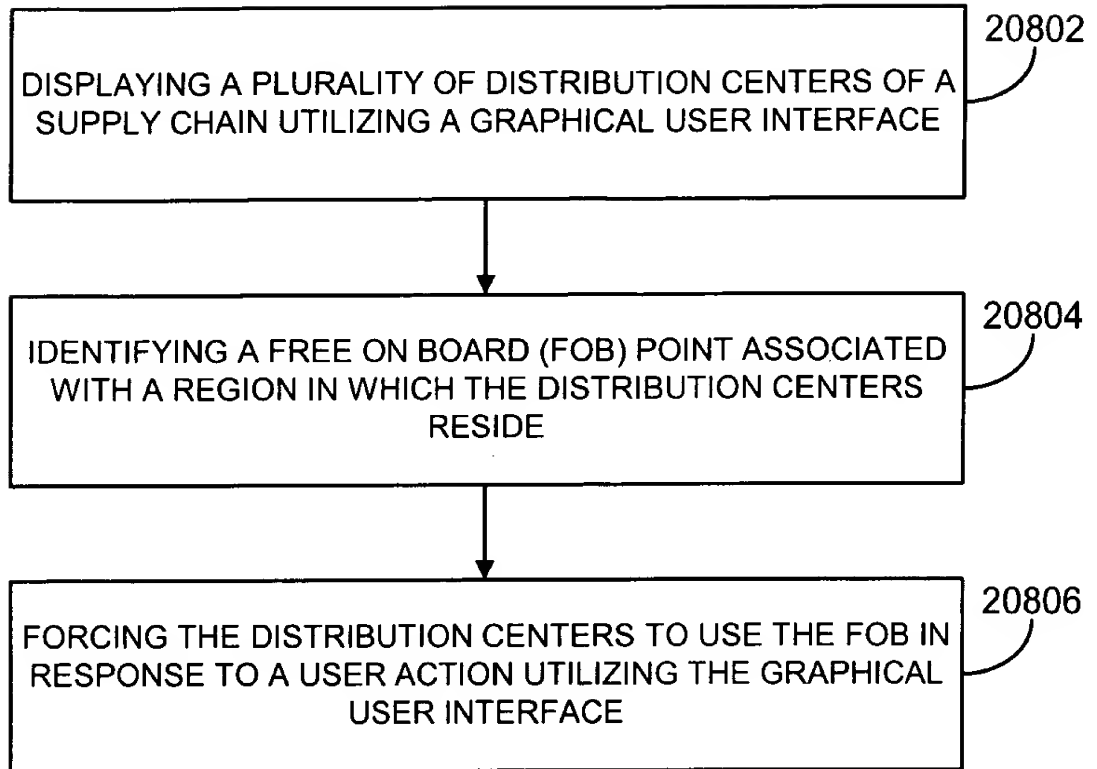 20802
DISPLAYING A PLURALITY OF DISTRIBUTION CENTERS OF A
SUPPLY CHAIN UTILIZING A GRAPHICAL USER INTERFACE
20804
IDENTIFYING A FREE ON BOARD (FOB) POINT ASSOCIATED
WITH A REGION IN WHICH THE DISTRIBUTION CENTERS
RESIDE
20806
FORCING THE DISTRIBUTION CENTERS TO USE THE FOB IN
RESPONSE TO A USER ACTION UTILIZING THE GRAPHICAL
USER INTERFACE